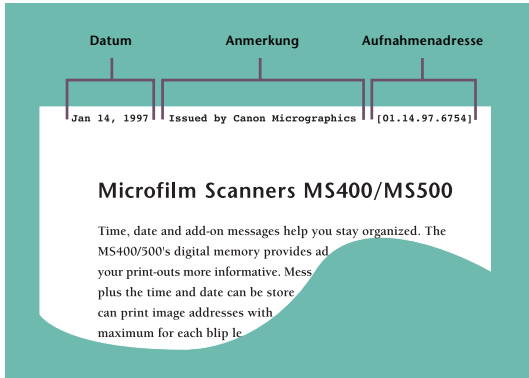 Datum Anmerkung Aufnahmenadresse
Jan 14, 1997 Issued by Canon Micrographics [01.14.97.6754]
Microfilm Scanners MS400/MS500
Time, date and add-on messages help you stay organized. The
MS400/500's digital memory provides ad
your print-outs more informative. Mess
plus the time and date can be store
can print image addresses with
maximum for each blip le